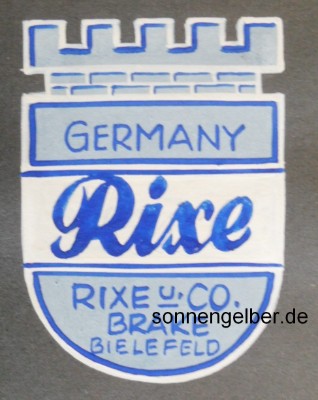 GERMANY
Rixe
RIXE u. CO.
BRAKE
sonnengelber.de
BIELEFELD